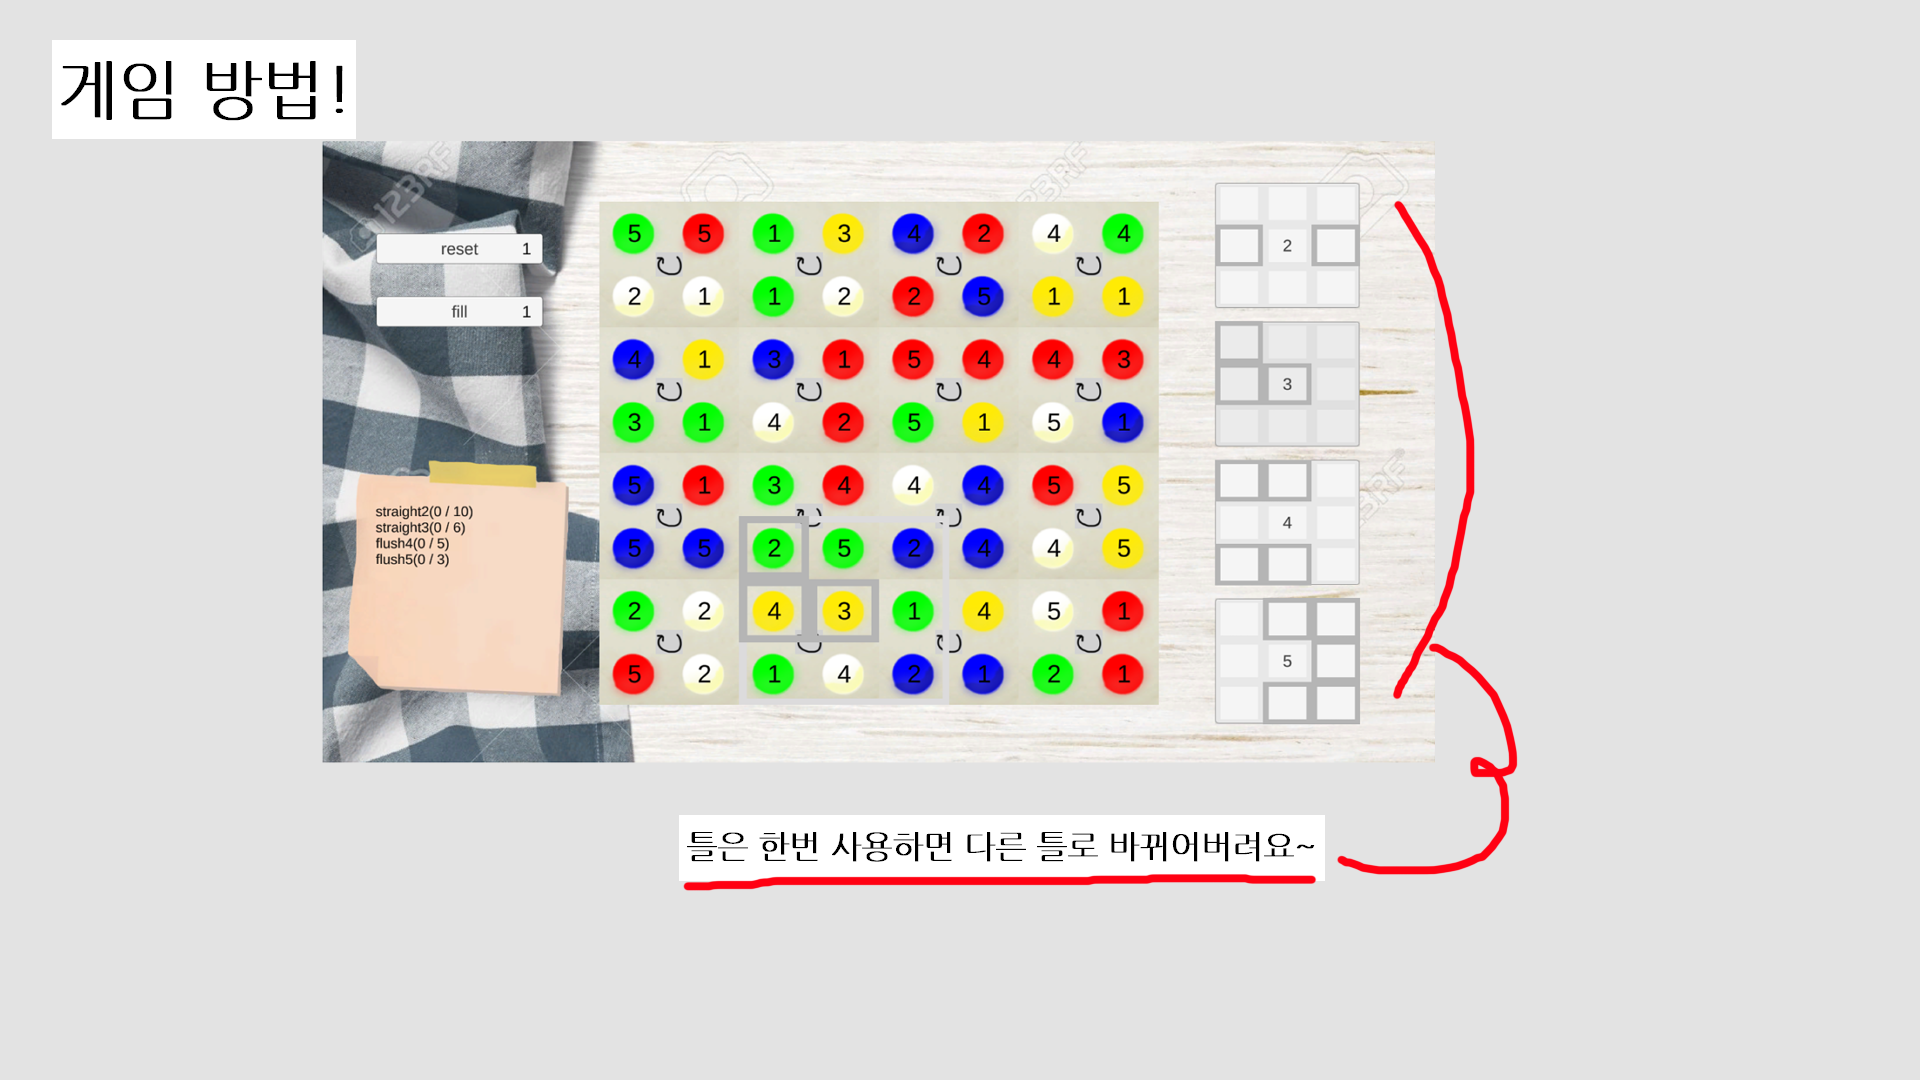 게임 방법!
reset 1
fill 1
straight2(0 / 10)
straight3(0 / 6)
flush4(0 / 5)
flush5(0 / 3)
5 5 1 3 4 2 4 4
2 1 1 2 2 5 1 1
4 1 3 1 5 4 4 3
3 1 4 2 5 1 5 1
5 1 3 4 4 4 5 5
5 5 2 5 2 4 4 5
2 2 4 3 1 4 5 1
5 2 1 4 2 1 2 1
2
3
4
5
123RF
123RF
123RF
틀은 한번 사용하면 다른 틀로 바뀌어버려요~